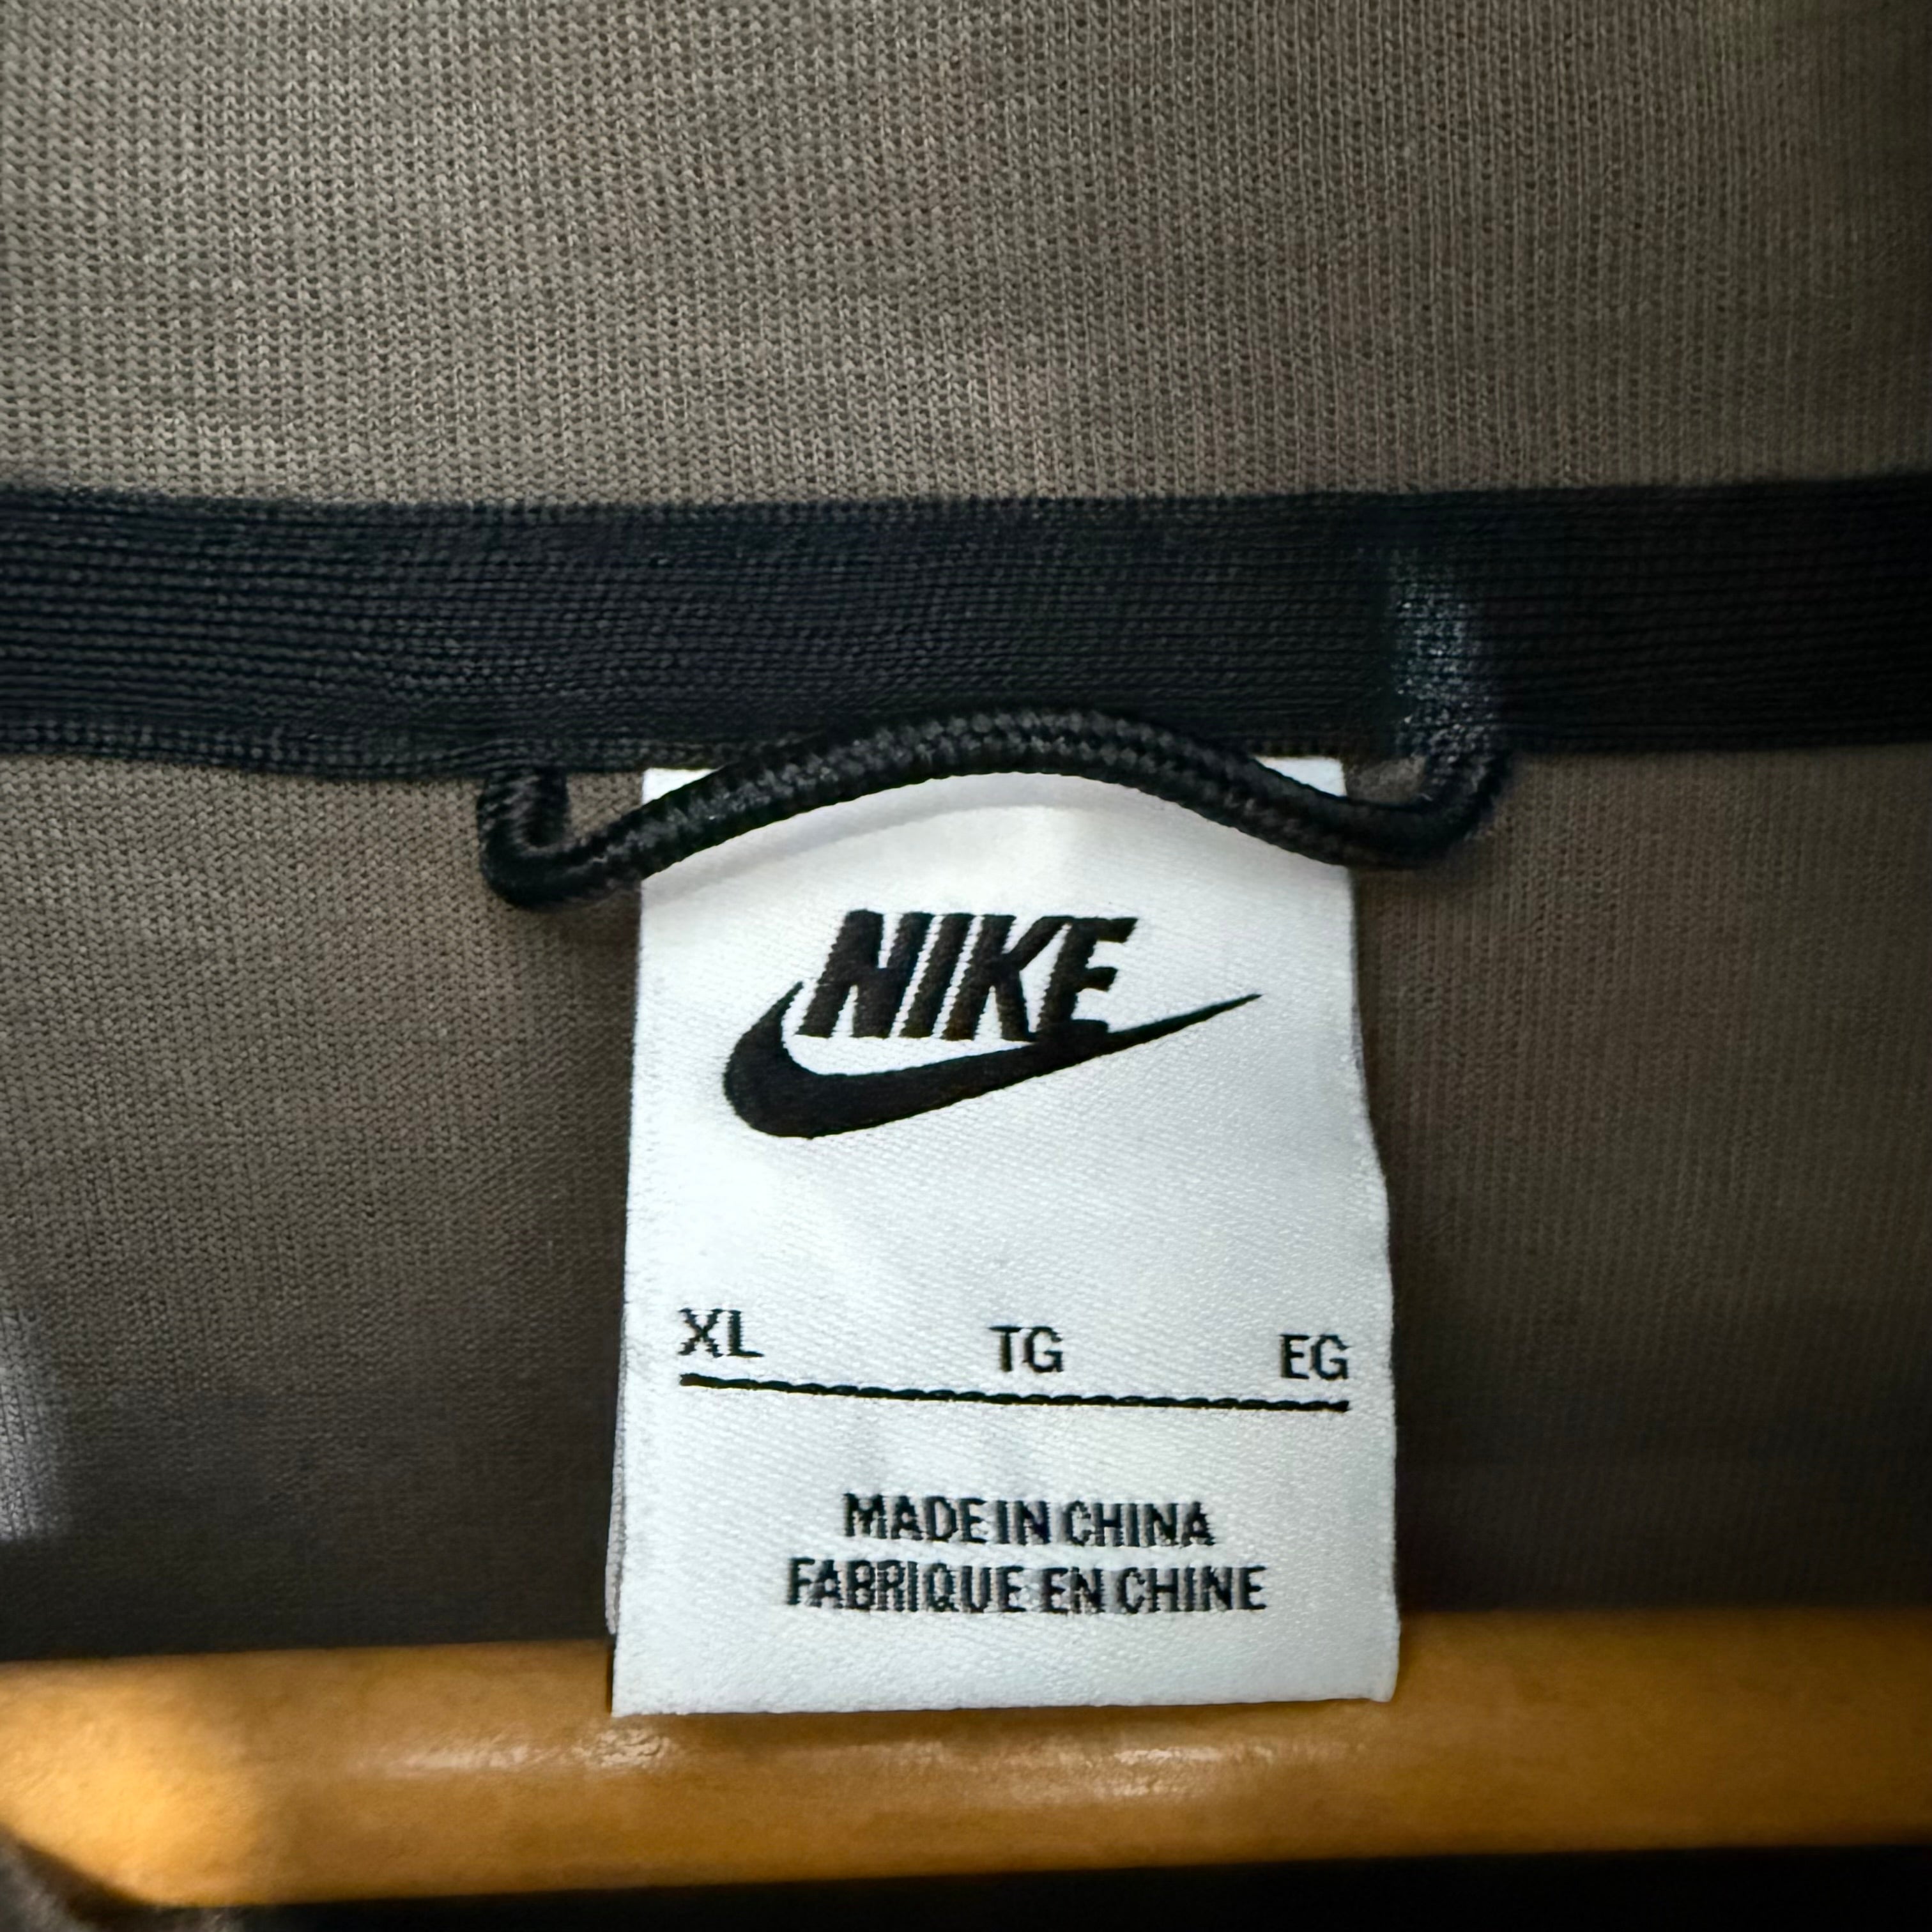 NIKE
XL TG EG
MADE IN CHINA
FABRIQUE EN CHINE